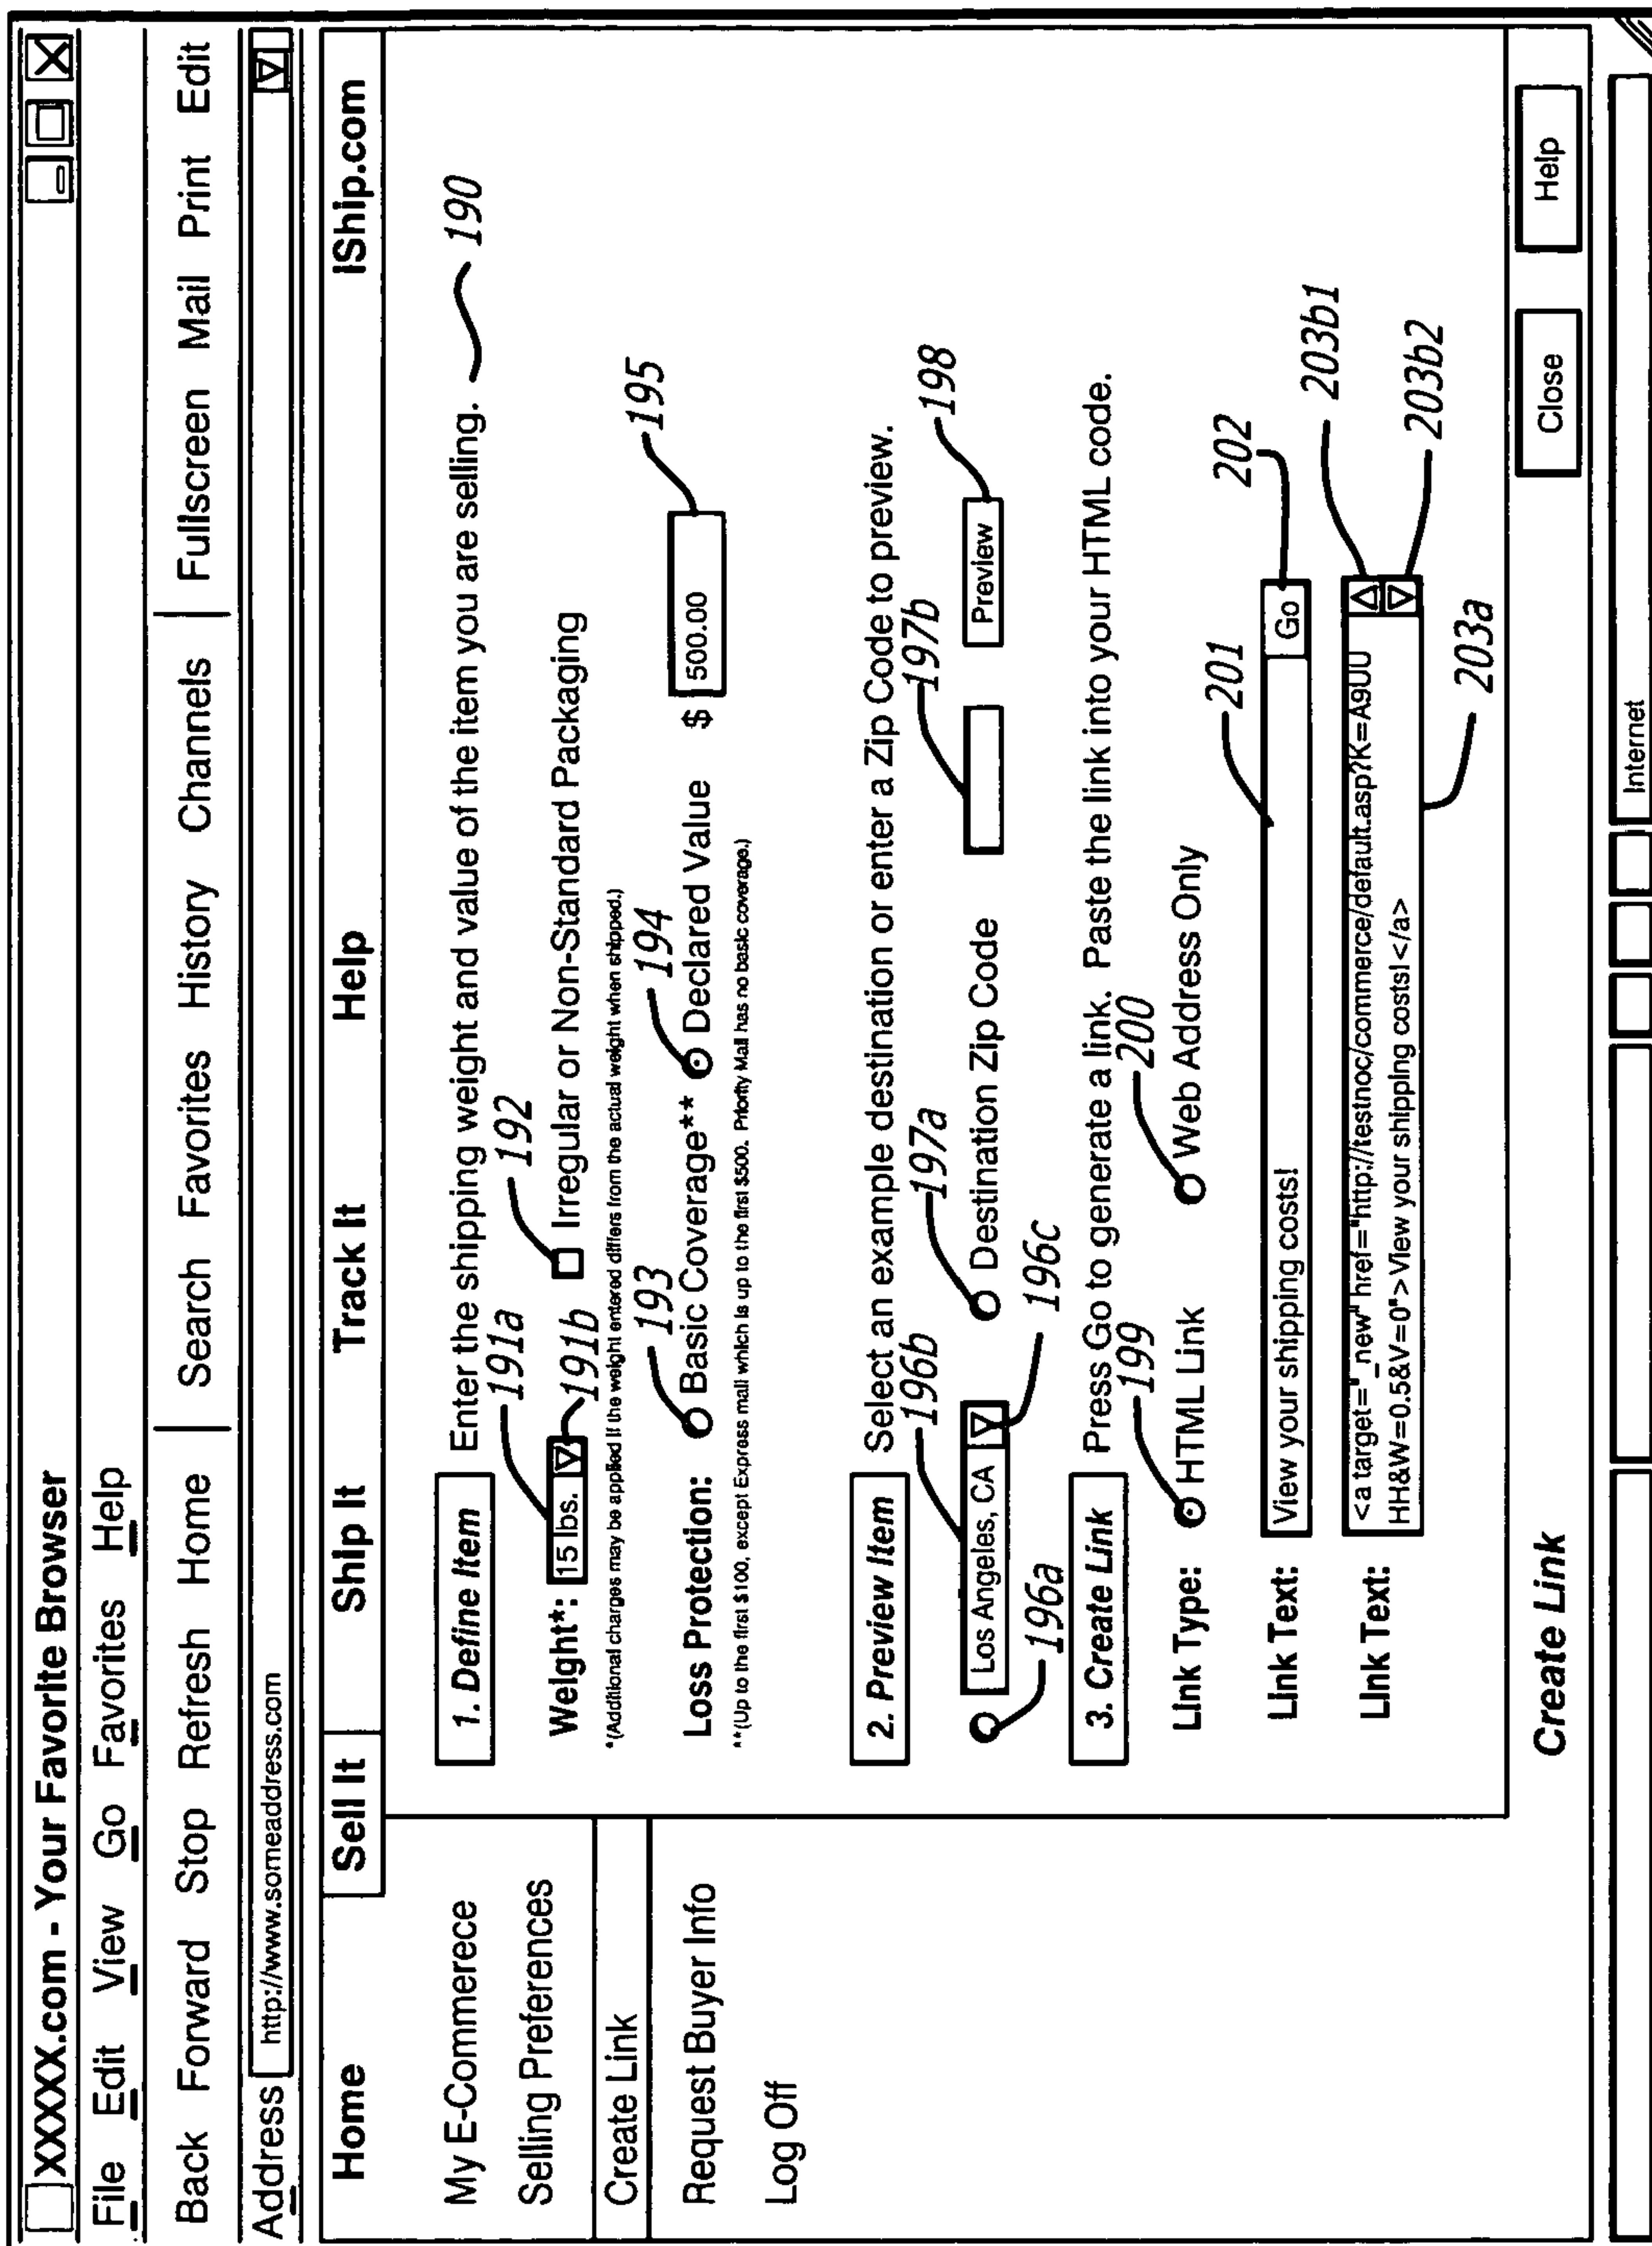 XXXXX.com - Your Favorite Browser
File Edit View Go Favorites Help
Back Forward Stop Refresh Home | Search Favorites History Channels | Fullscreen Mail Print Edit
Address http://www.someaddress.com
Home Sell It Ship It Track It Help IShip.com
My E-Commerece
Selling Preferences
Create Link
Request Buyer Info
Log Off
1. Define Item Enter the shipping weight and value of the item you are selling. 190
191a 192
Weight*: 15 lbs. 191b Irregular or Non-Standard Packaging
*(Additional charges may be applied if the weight entered differs from the actual weight when shipped.)
193 194 195
Loss Protection: Basic Coverage** Declared Value $ 500.00
**(Up to the first $100, except Express mail which is up to the first $500. Priority Mail has no basic coverage.)
2. Preview Item Select an example destination or enter a Zip Code to preview.
196b 197a 197b 198
Los Angeles, CA Destination Zip Code Preview
196a 196c
3. Create Link Press Go to generate a link. Paste the link into your HTML code.
199 200
Link Type: HTML Link Web Address Only
201 202
Link Text: View your shipping costs! Go
203b1
Link Text: <a target="_new" href="http://testnoc/commerce/default.asp?K=A9UU
HH&W=0.5&V=0">View your shipping costs!</a>
203b2
203a
Create Link Close Help
Internet